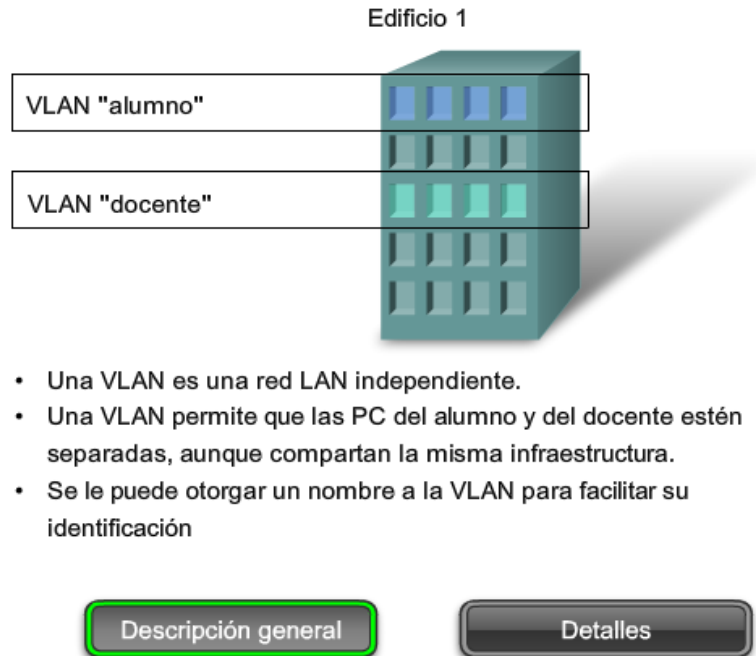 Edificio 1
VLAN "alumno"
VLAN "docente"
• Una VLAN es una red LAN independiente.
• Una VLAN permite que las PC del alumno y del docente estén
separadas, aunque compartan la misma infraestructura.
• Se le puede otorgar un nombre a la VLAN para facilitar su
identificación
Descripción general
Detalles